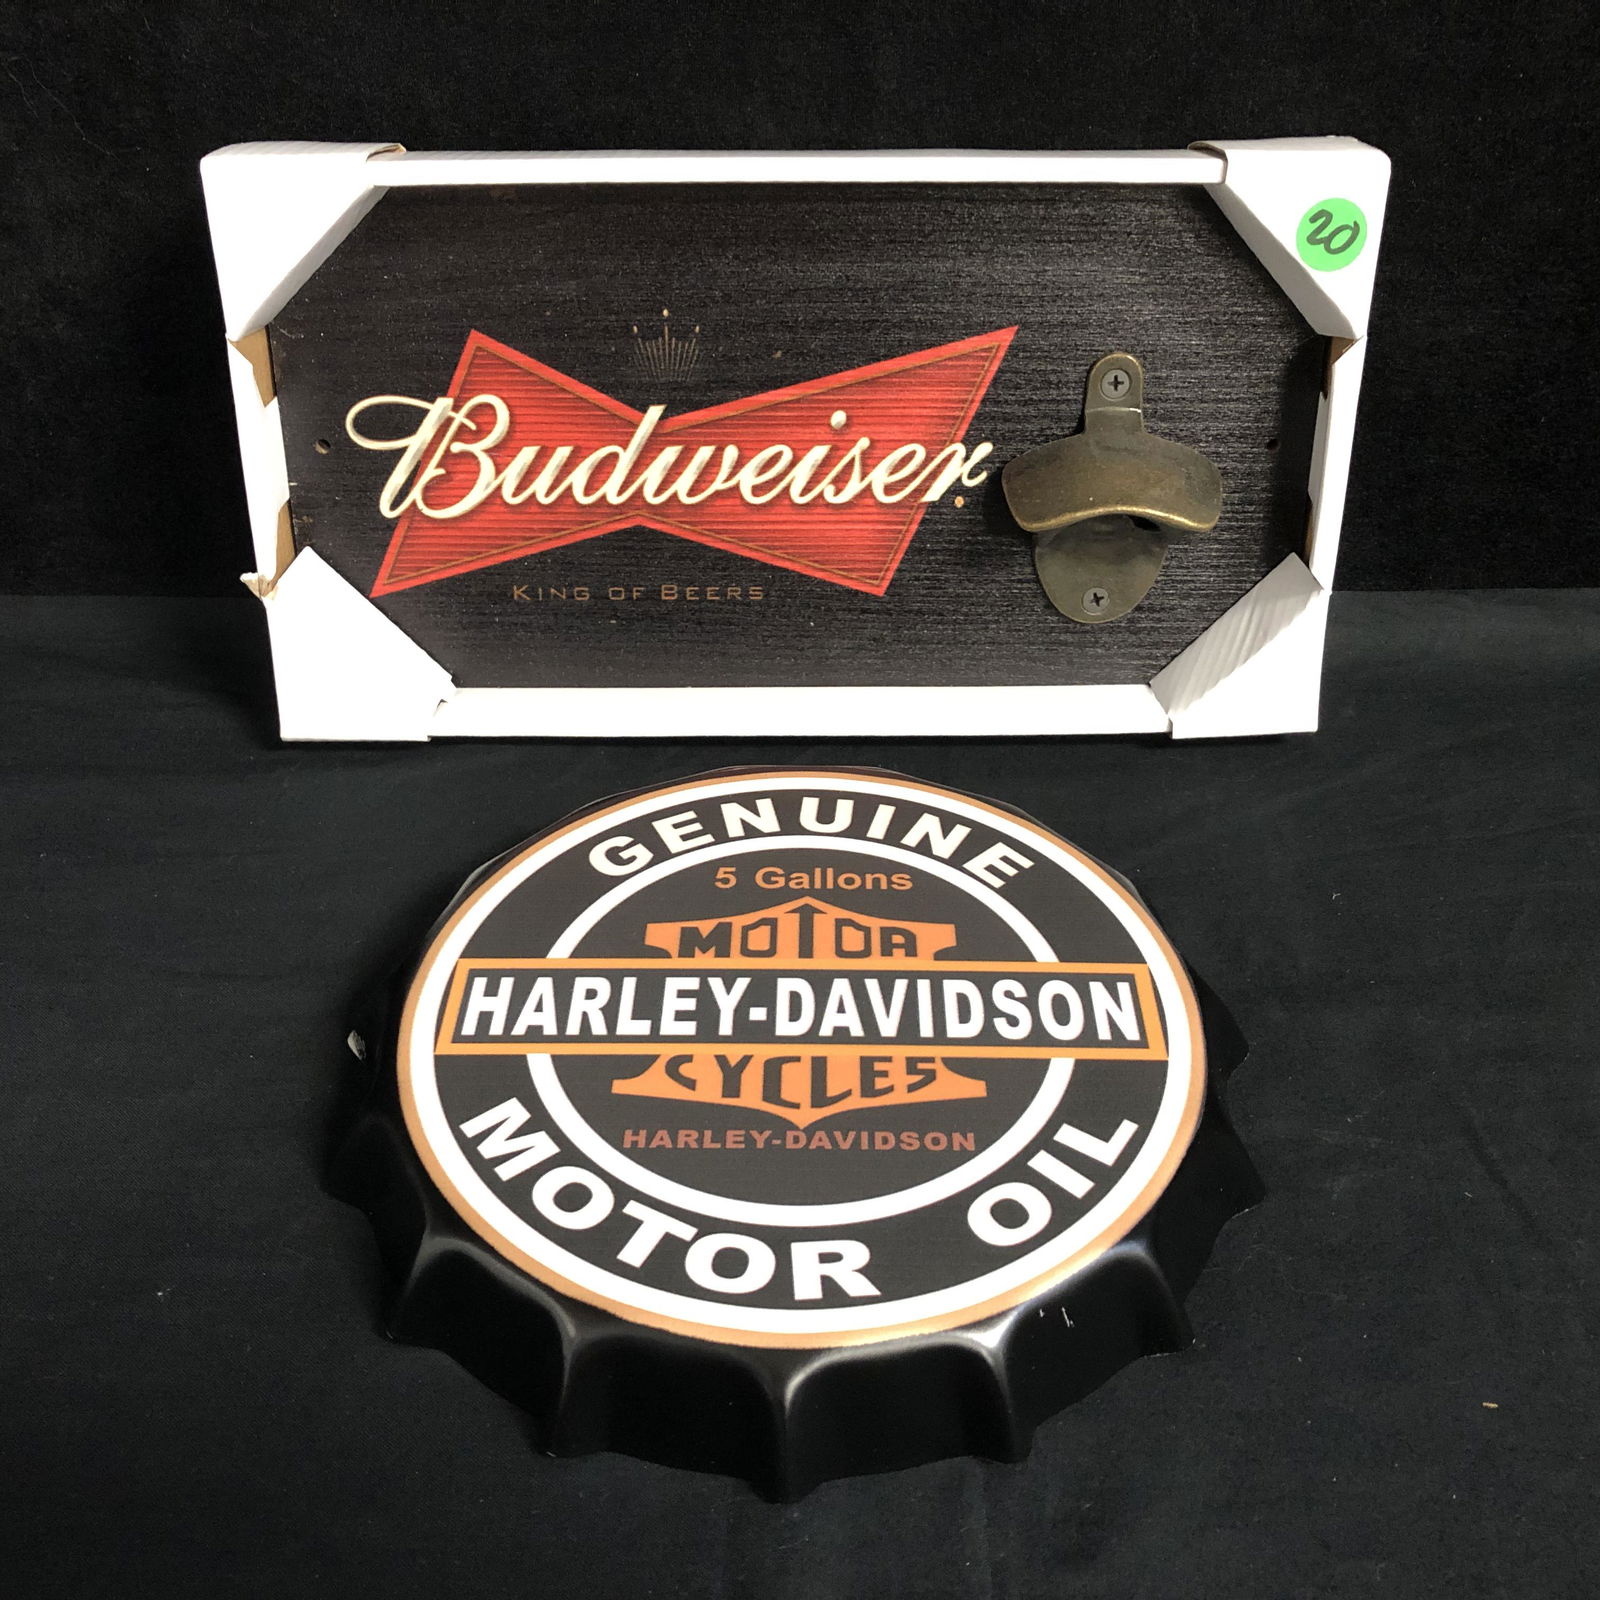 20
Budweiser
KING OF BEERS
GENUINE
5 Gallons
MOTOR
HARLEY-DAVIDSON
CYCLES
HARLEY-DAVIDSON
MOTOR OIL